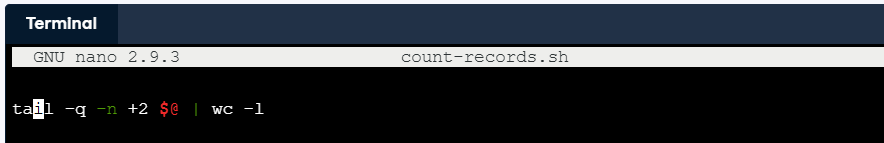 Terminal
GNU nano 2.9.3 count-records.sh
tail -q -n +2 $@ | wc -l